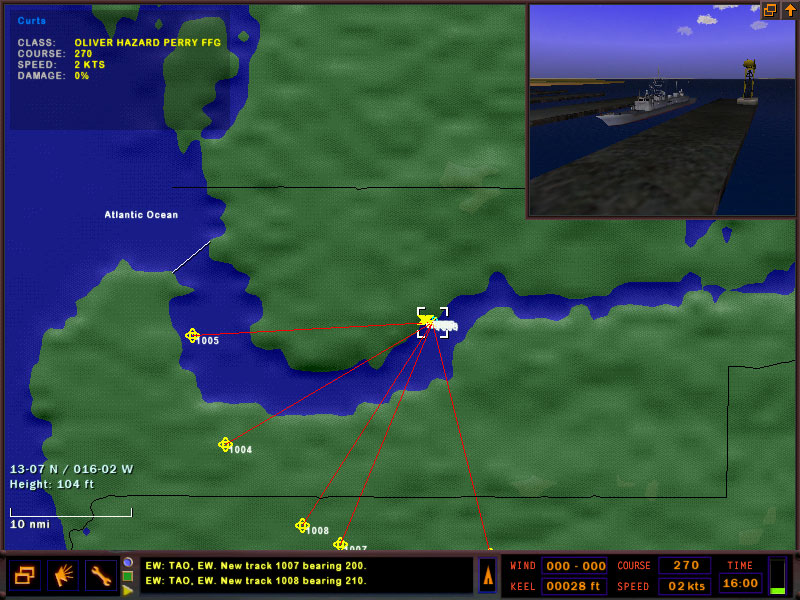 Curts
CLASS: OLIVER HAZARD PERRY FFG
COURSE: 270
SPEED: 2 KTS
DAMAGE: 0%
Atlantic Ocean
1005
1004
1008
1007
13-07 N / 016-02 W
Height: 104 ft
10 nmi
EW: TAO, EW. New track 1007 bearing 200.
EW: TAO, EW. New track 1008 bearing 210.
WIND 000 - 000 COURSE 270 TIME
KEEL 00028 ft SPEED 02 kts 16:00